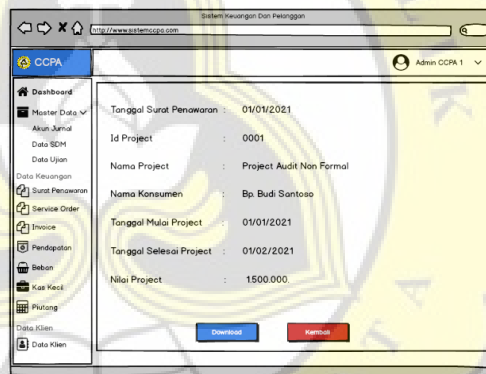 Sistem Keuangan Dan Pelanggan
http://www.sistemccpa.com
CCPA
Admin CCPA 1
Dashboard
Master Data
Akun Jurnal
Data SDM
Data Ujian
Data Keuangan
Surat Penawaran
Service Order
Invoice
Pendapatan
Beban
Kas Kecil
Piutang
Data Klien
Data Klien
Tanggal Surat Penawaran : 01/01/2021
Id Project : 0001
Nama Project : Project Audit Non Formal
Nama Konsumen : Bp. Budi Santoso
Tanggal Mulai Project : 01/01/2021
Tanggal Selesai Project : 01/02/2021
Nilai Project : 1.500.000.
Download
Kembali